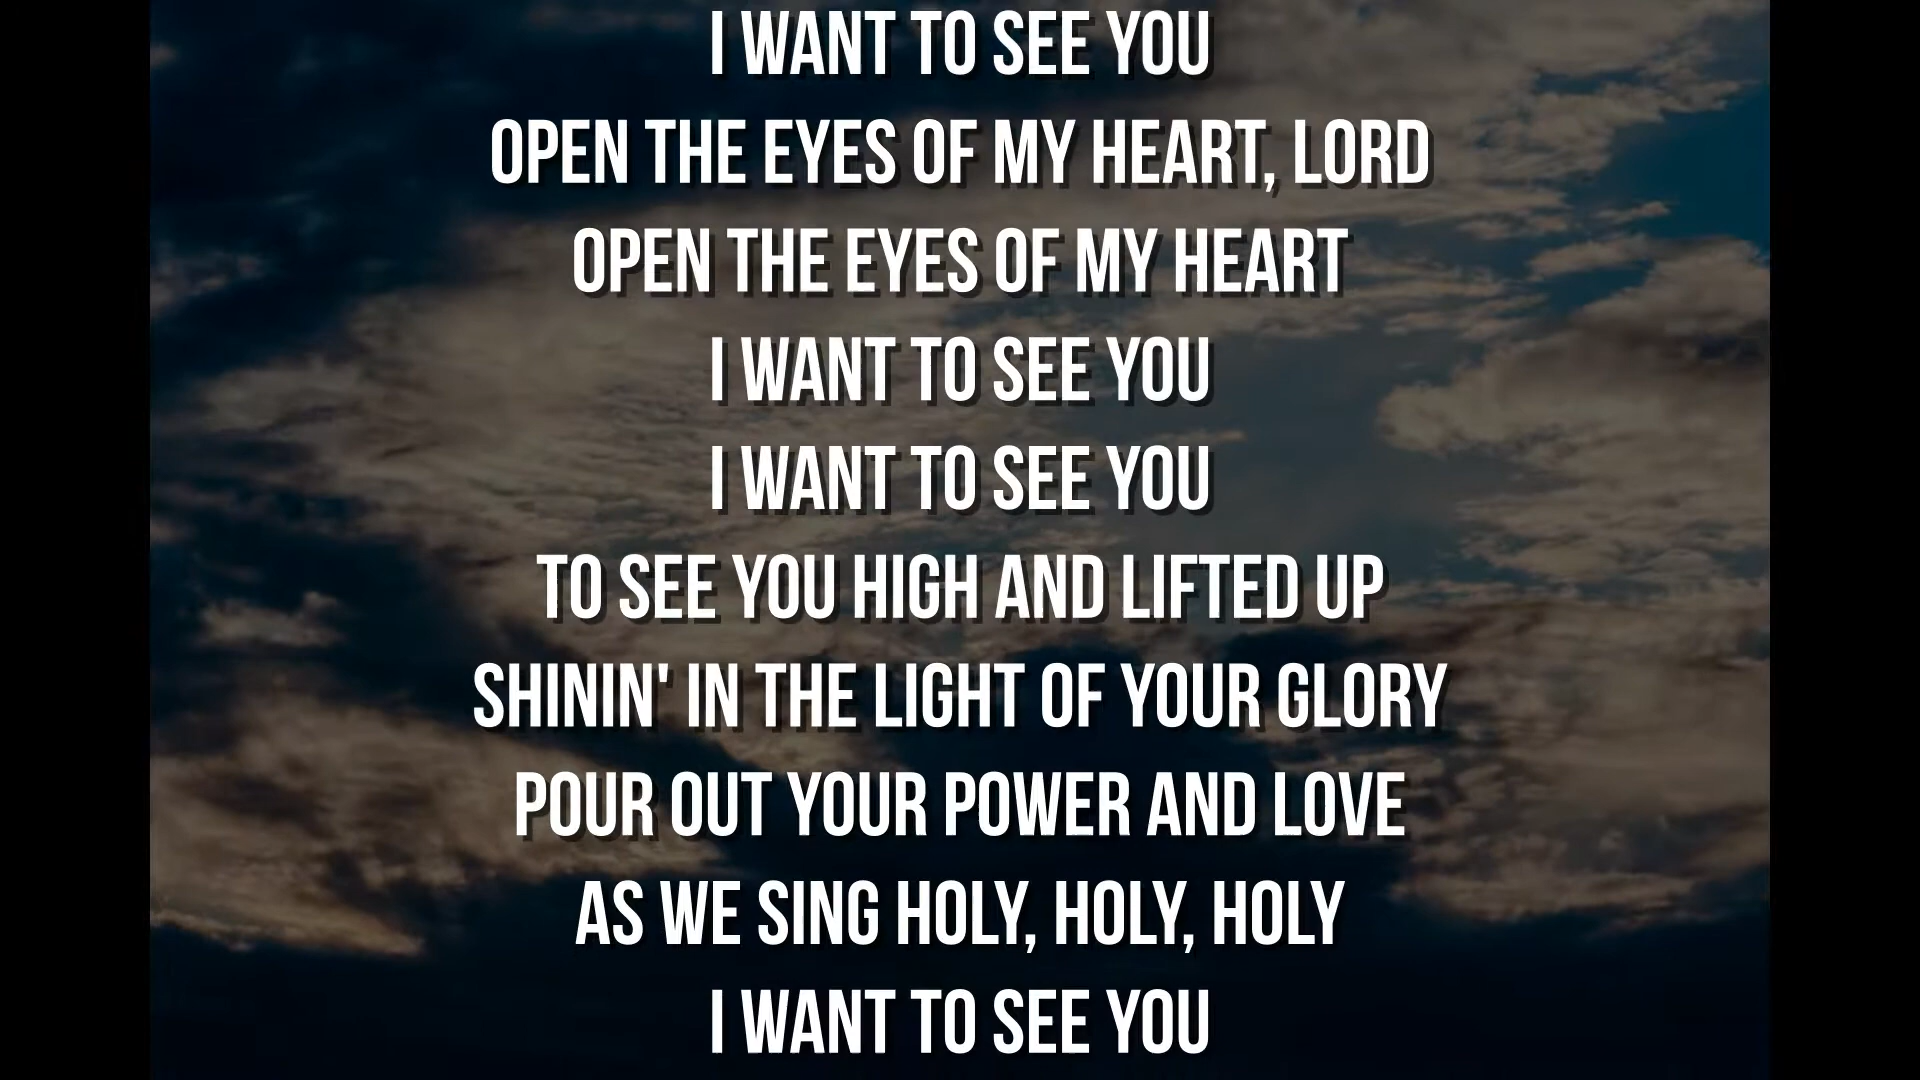 I WANT TO SEE YOU
OPEN THE EYES OF MY HEART, LORD
OPEN THE EYES OF MY HEART
I WANT TO SEE YOU
I WANT TO SEE YOU
TO SEE YOU HIGH AND LIFTED UP
SHININ' IN THE LIGHT OF YOUR GLORY
POUR OUT YOUR POWER AND LOVE
AS WE SING HOLY, HOLY, HOLY
I WANT TO SEE YOU